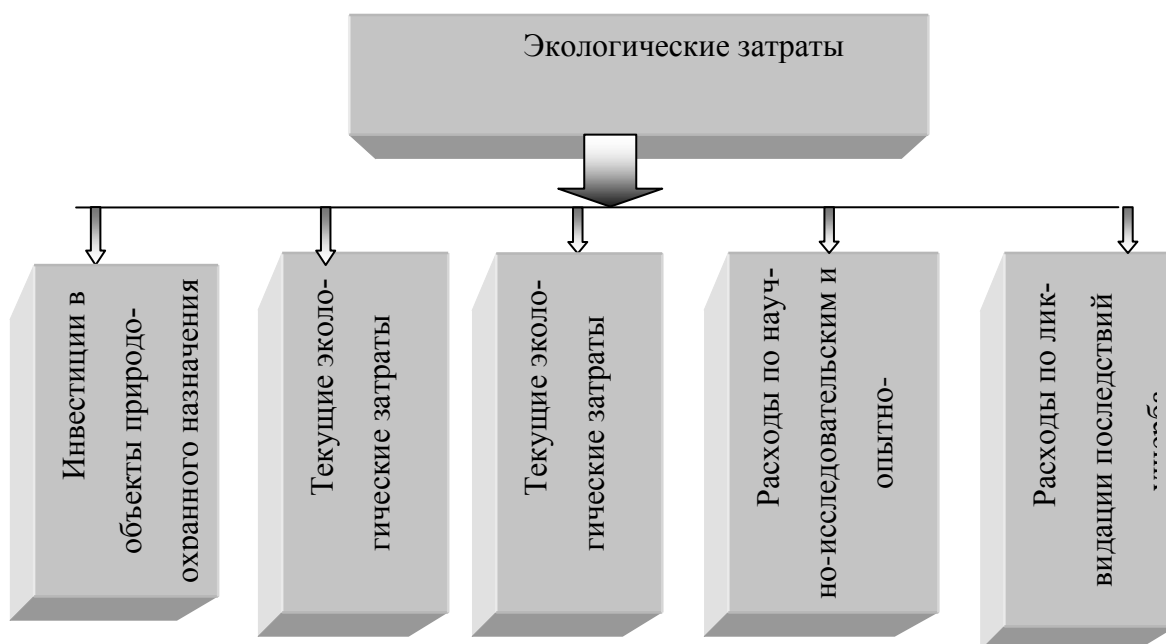 Экологические затраты
Инвестиции в
объекты природо-
охранного назначения
Текущие эколо-
гические затраты
Текущие эколо-
гические затраты
Расходы по науч-
но-исследовательским и
опытно-
Расходы по лик-
видации последствий